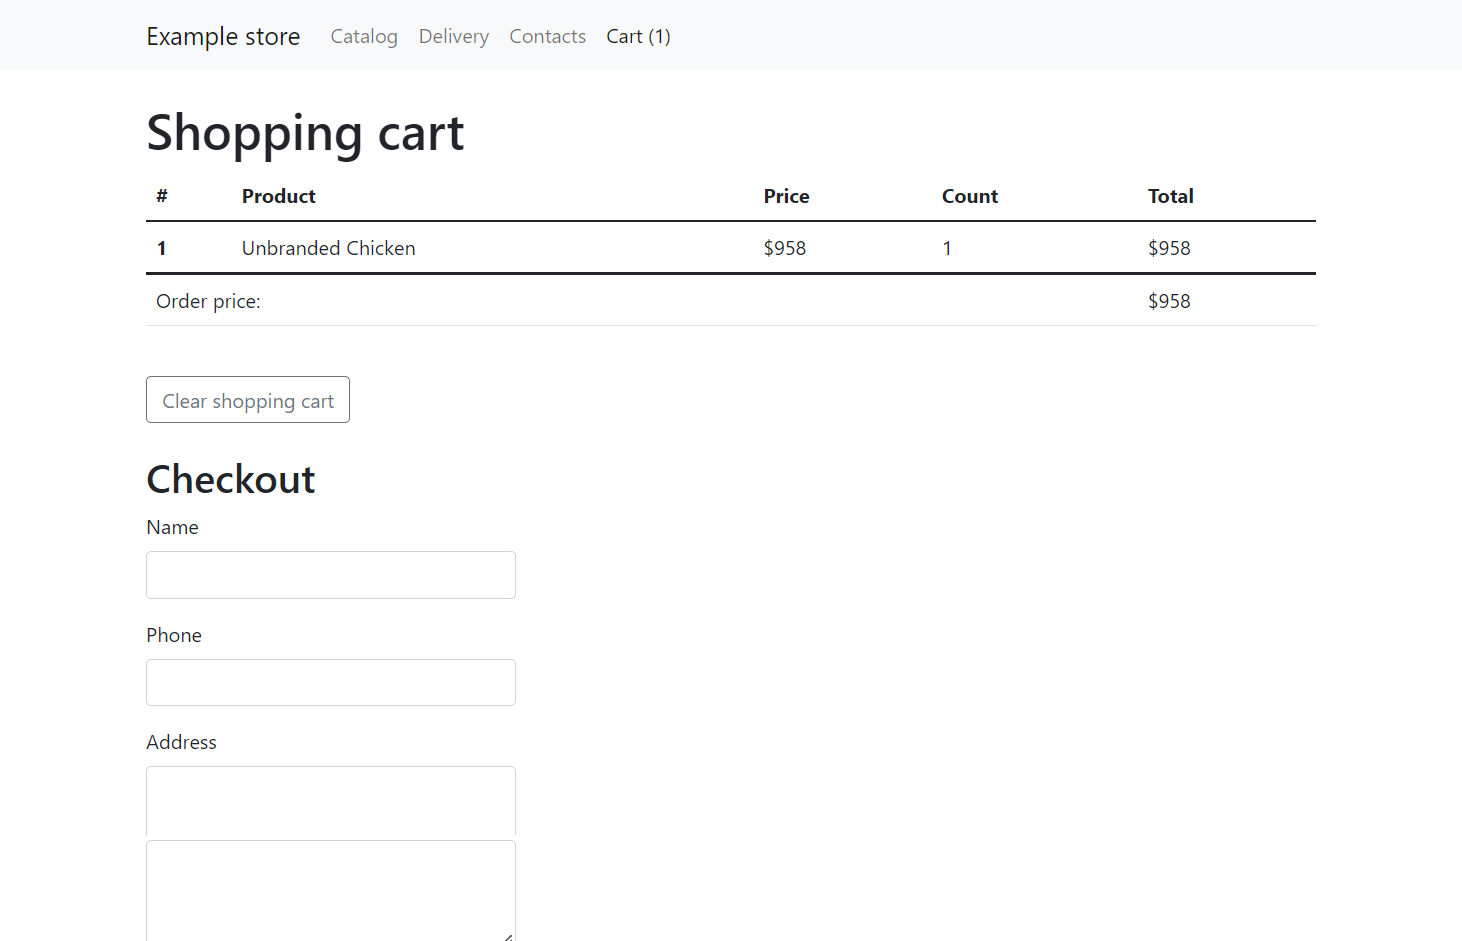 Example store Catalog Delivery Contacts Cart (1)
Shopping cart
# Product Price Count Total
1 Unbranded Chicken $958 1 $958
Order price: $958
Clear shopping cart
Checkout
Name
Phone
Address